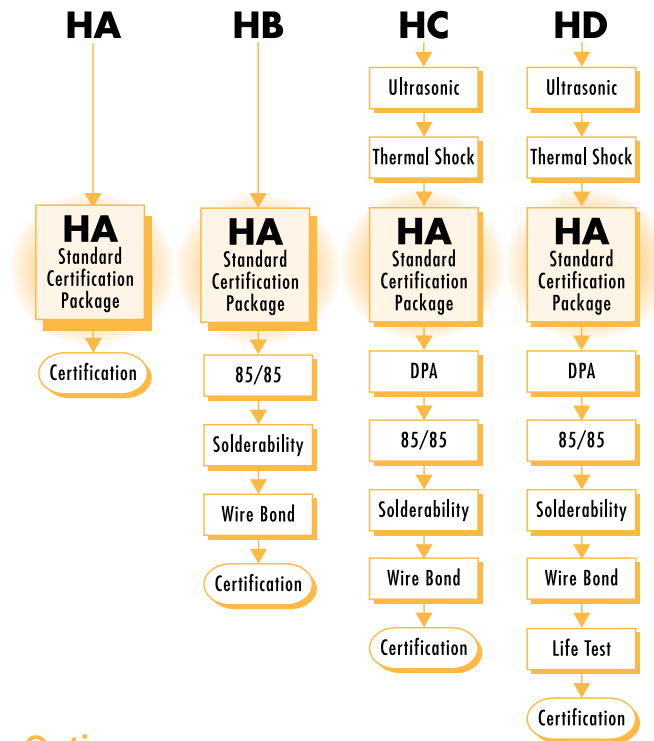 HA
HB
HC
HD
Ultrasonic
Ultrasonic
Thermal Shock
Thermal Shock
HA
Standard
Certification
Package
HA
Standard
Certification
Package
HA
Standard
Certification
Package
HA
Standard
Certification
Package
Certification
85/85
DPA
DPA
Solderability
85/85
85/85
Wire Bond
Solderability
Solderability
Certification
Wire Bond
Wire Bond
Certification
Life Test
Certification